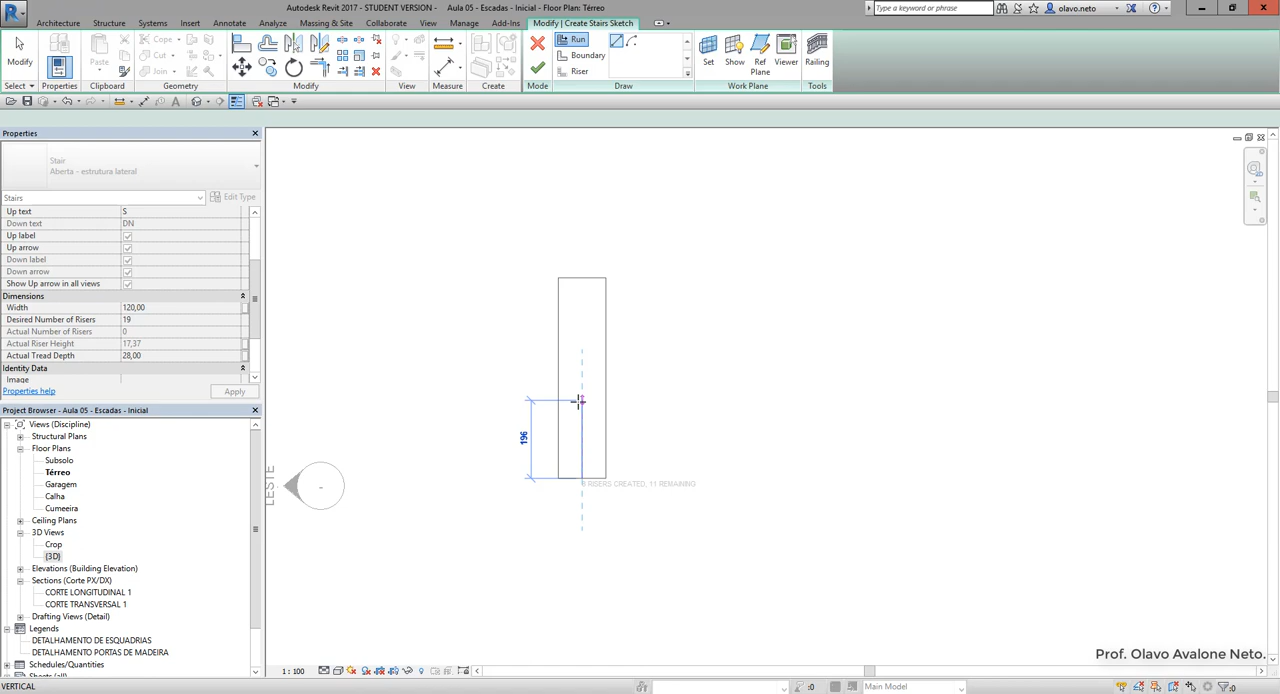 Autodesk Revit 2017 - STUDENT VERSION - Aula 05 - Escadas - Inicial - Floor Plan: Térreo
Type a keyword or phrase
olavo.neto
Architecture Structure Systems Insert Annotate Analyze Massing & Site Collaborate View Manage Add-Ins Modify | Create Stairs Sketch
Modify
Paste
Cope
Cut
Join
Run
Boundary
Riser
Set
Show
Ref
Plane
Viewer
Railing
Select Properties Clipboard Geometry Modify View Measure Create Mode Draw Work Plane Tools
Properties
Stair
Aberta - estrutura lateral
Stairs
Edit Type
Up text S
Down text DN
Up label
Up arrow
Down label
Down arrow
Show Up arrow in all views
Dimensions
Width 120,00
Desired Number of Risers 19
Actual Number of Risers 0
Actual Riser Height 17,37
Actual Tread Depth 28,00
Identity Data
Image
Properties help
Apply
Project Browser - Aula 05 - Escadas - Inicial
Views (Discipline)
Structural Plans
Floor Plans
Subsolo
Térreo
Garagem
Calha
Cumeeira
Ceiling Plans
3D Views
Crop
{3D}
Elevations (Building Elevation)
Sections (Corte PX/DX)
CORTE LONGITUDINAL 1
CORTE TRANSVERSAL 1
Drafting Views (Detail)
Legends
DETALHAMENTO DE ESQUADRIAS
DETALHAMENTO PORTAS DE MADEIRA
Schedules/Quantities
LESTE
196
8 RISERS CREATED, 11 REMAINING
Prof. Olavo Avalone Neto.
1 : 100
VERTICAL
:0
Main Model
:0